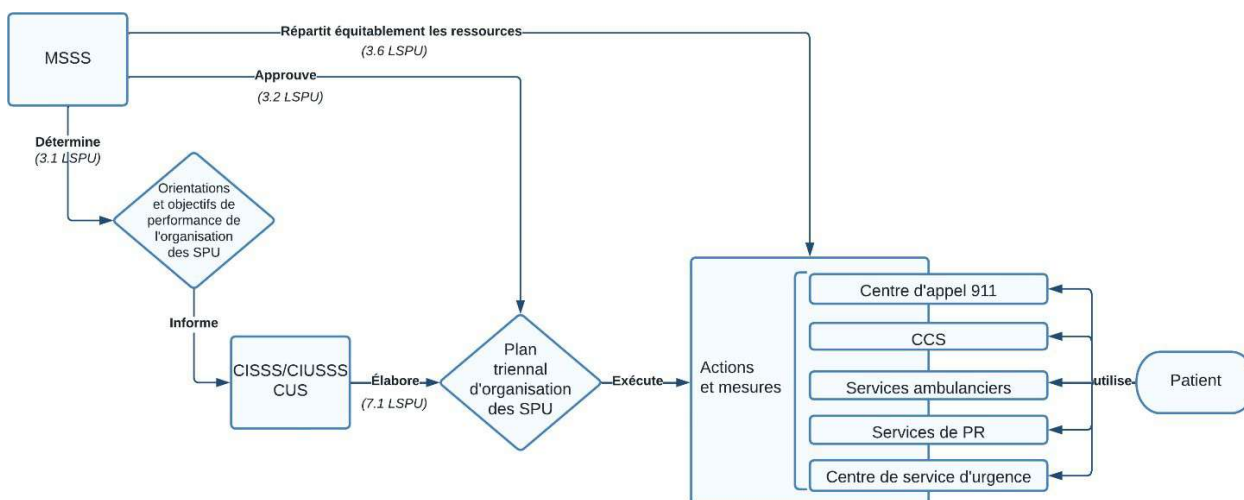 MSSS
Répartit équitablement les ressources
(3.6 LSPU)
Approuve
(3.2 LSPU)
Détermine
(3.1 LSPU)
Orientations
et objectifs de
performance de
l'organisation
des SPU
Informe
CISSS/CIUSSS
CUS
Élabore
(7.1 LSPU)
Plan
triennal
d'organisation
des SPU
Exécute
Actions
et mesures
Centre d'appel 911
CCS
Services ambulanciers
Services de PR
Centre de service d'urgence
utilise
Patient